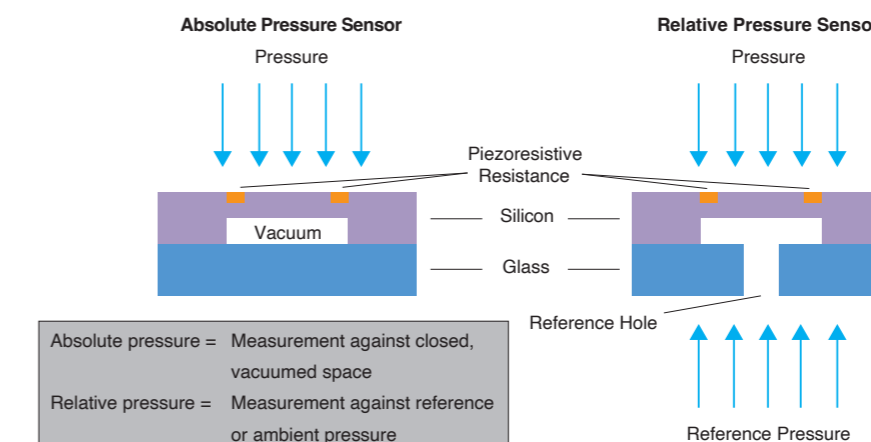 Absolute Pressure Sensor
Pressure
Relative Pressure Senso
Pressure
Piezoresistive
Resistance
Vacuum
Silicon
Glass
Reference Hole
Absolute pressure = Measurement against closed,
vacuumed space
Relative pressure = Measurement against reference
or ambient pressure
Reference Pressure